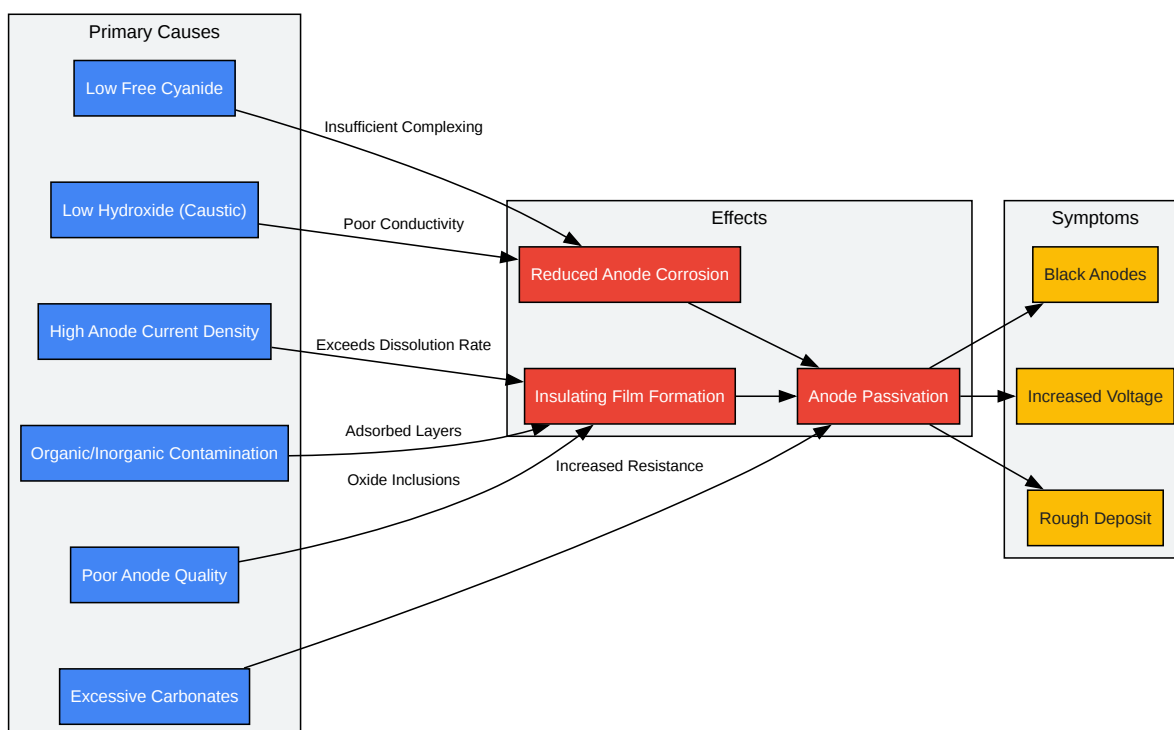 Primary Causes
Low Free Cyanide
Low Hydroxide (Caustic)
High Anode Current Density
Organic/Inorganic Contamination
Poor Anode Quality
Excessive Carbonates
Insufficient Complexing
Poor Conductivity
Exceeds Dissolution Rate
Adsorbed Layers
Oxide Inclusions
Increased Resistance
Effects
Reduced Anode Corrosion
Insulating Film Formation
Anode Passivation
Symptoms
Black Anodes
Increased Voltage
Rough Deposit